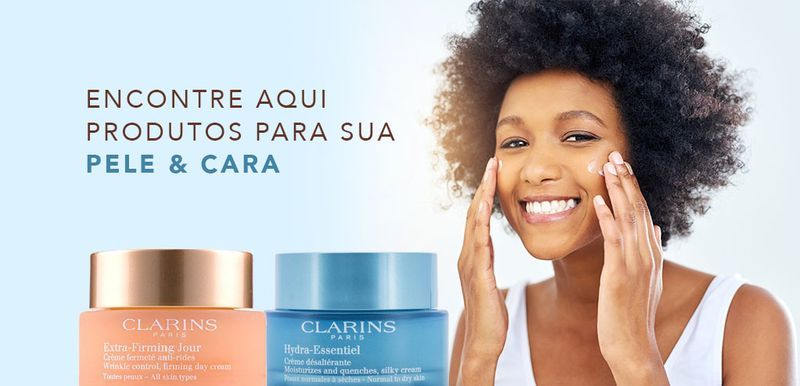 ENCONTRE AQUI
PRODUTOS PARA SUA
PELE & CARA
CLARINS
PARIS
Extra-Firming Jour
Crème fermeté anti-rides
Wrinkle control, firming day cream
Toutes peaux - All skin types
CLARINS
PARIS
Hydra-Essentiel
Crème désaltérante
Moisturizes and quenches, silky cream
Peaux normales à sèches - Normal to dry skin